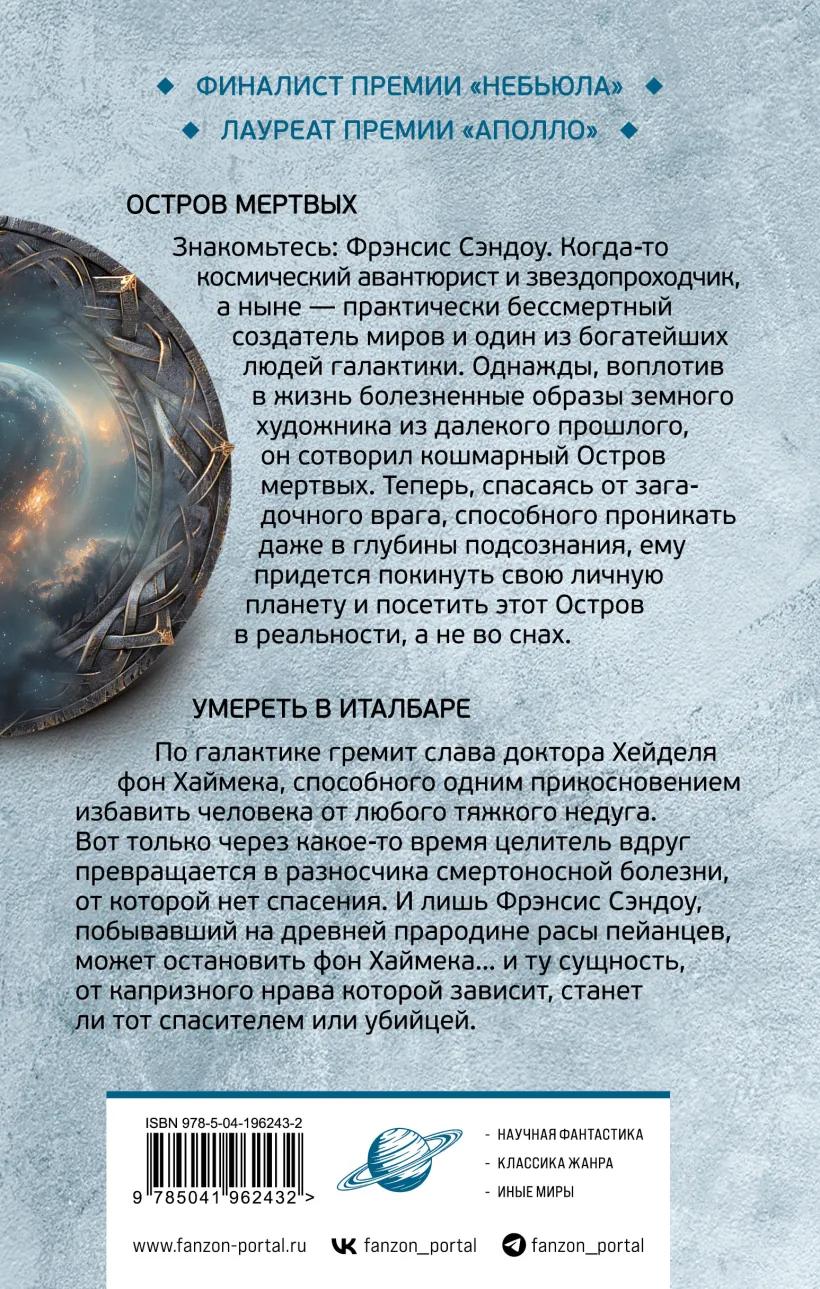 ФИНАЛИСТ ПРЕМИИ «НЕБЬЮЛА»
ЛАУРЕАТ ПРЕМИИ «АПОЛЛО»
ОСТРОВ МЕРТВЫХ
Знакомьтесь: Фрэнсис Сэндоу. Когда-то
космический авантюрист и звездопроходчик,
а ныне — практически бессмертный
создатель миров и один из богатейших
людей галактики. Однажды, воплотив
в жизнь болезненные образы земного
художника из далекого прошлого,
он сотворил кошмарный Остров
мертвых. Теперь, спасаясь от зага-
дочного врага, способного проникать
даже в глубины подсознания, ему
придется покинуть свою личную
планету и посетить этот Остров
в реальности, а не во снах.
УМЕРЕТЬ В ИТАЛБАРЕ
По галактике гремит слава доктора Хейделя
фон Хаймека, способного одним прикосновением
избавить человека от любого тяжкого недуга.
Вот только через какое-то время целитель вдруг
превращается в разносчика смертоносной болезни,
от которой нет спасения. И лишь Фрэнсис Сэндоу,
побывавший на древней прародине расы пейанцев,
может остановить фон Хаймека... и ту сущность,
от капризного нрава которой зависит, станет
ли тот спасителем или убийцей.
ISBN 978-5-04-196243-2
9 785041 962432 >
- НАУЧНАЯ ФАНТАСТИКА
- КЛАССИКА ЖАНРА
- ИНЫЕ МИРЫ
www.fanzon-portal.ru fanzon_portal fanzon_portal